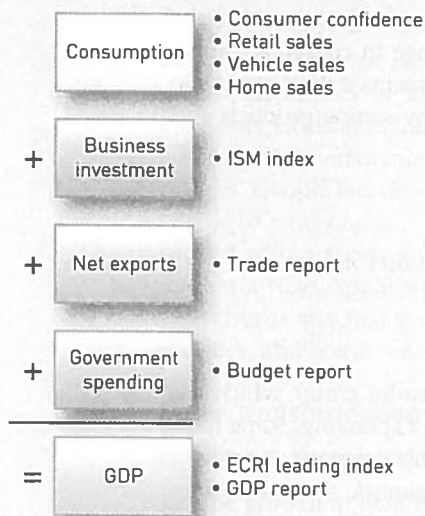 Consumption
• Consumer confidence
• Retail sales
• Vehicle sales
• Home sales
+ Business
investment
• ISM index
+ Net exports • Trade report
+ Government
spending
• Budget report
= GDP
• ECRI leading index
• GDP report